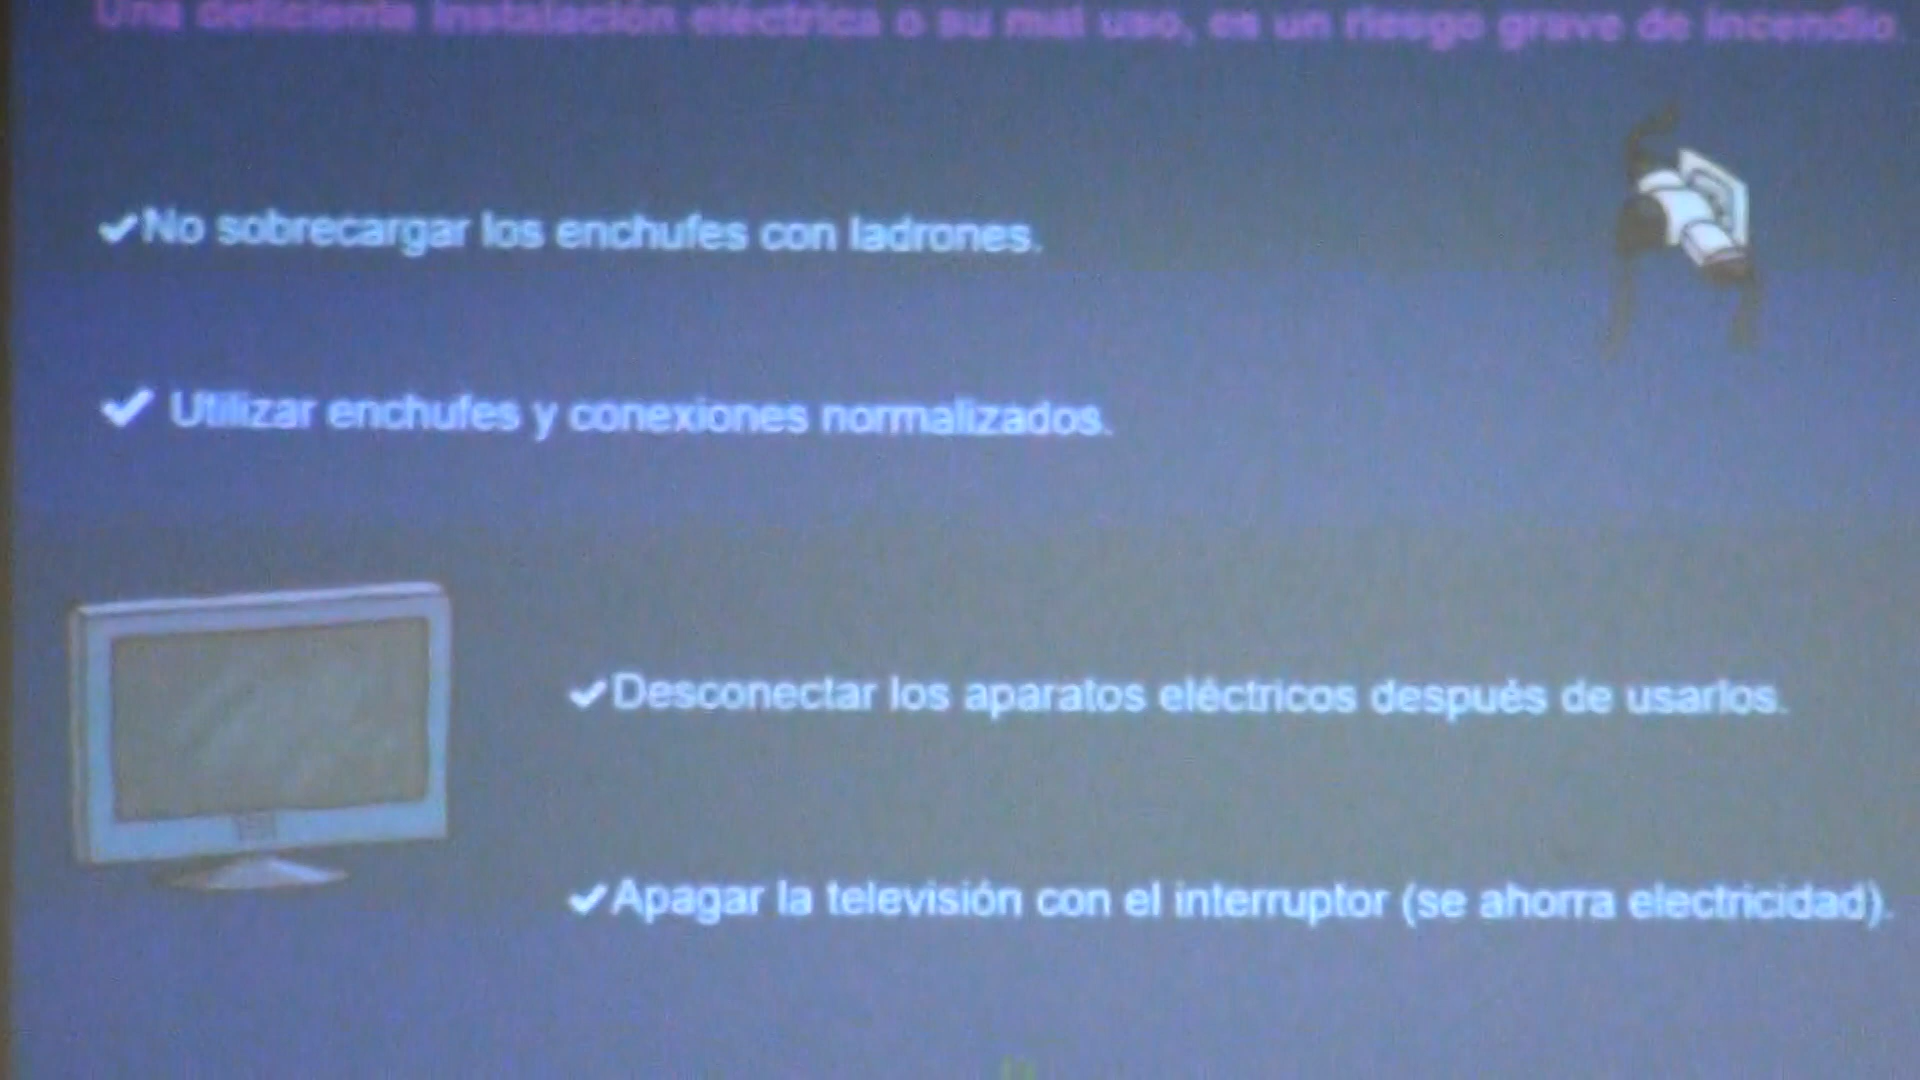 Una deficiente instalación eléctrica o su mal uso, es un riesgo grave de incendio.
✓No sobrecargar los enchufes con ladrones.
✓ Utilizar enchufes y conexiones normalizados.
✓Desconectar los aparatos eléctricos después de usarlos.
✓Apagar la televisión con el interruptor (se ahorra electricidad).